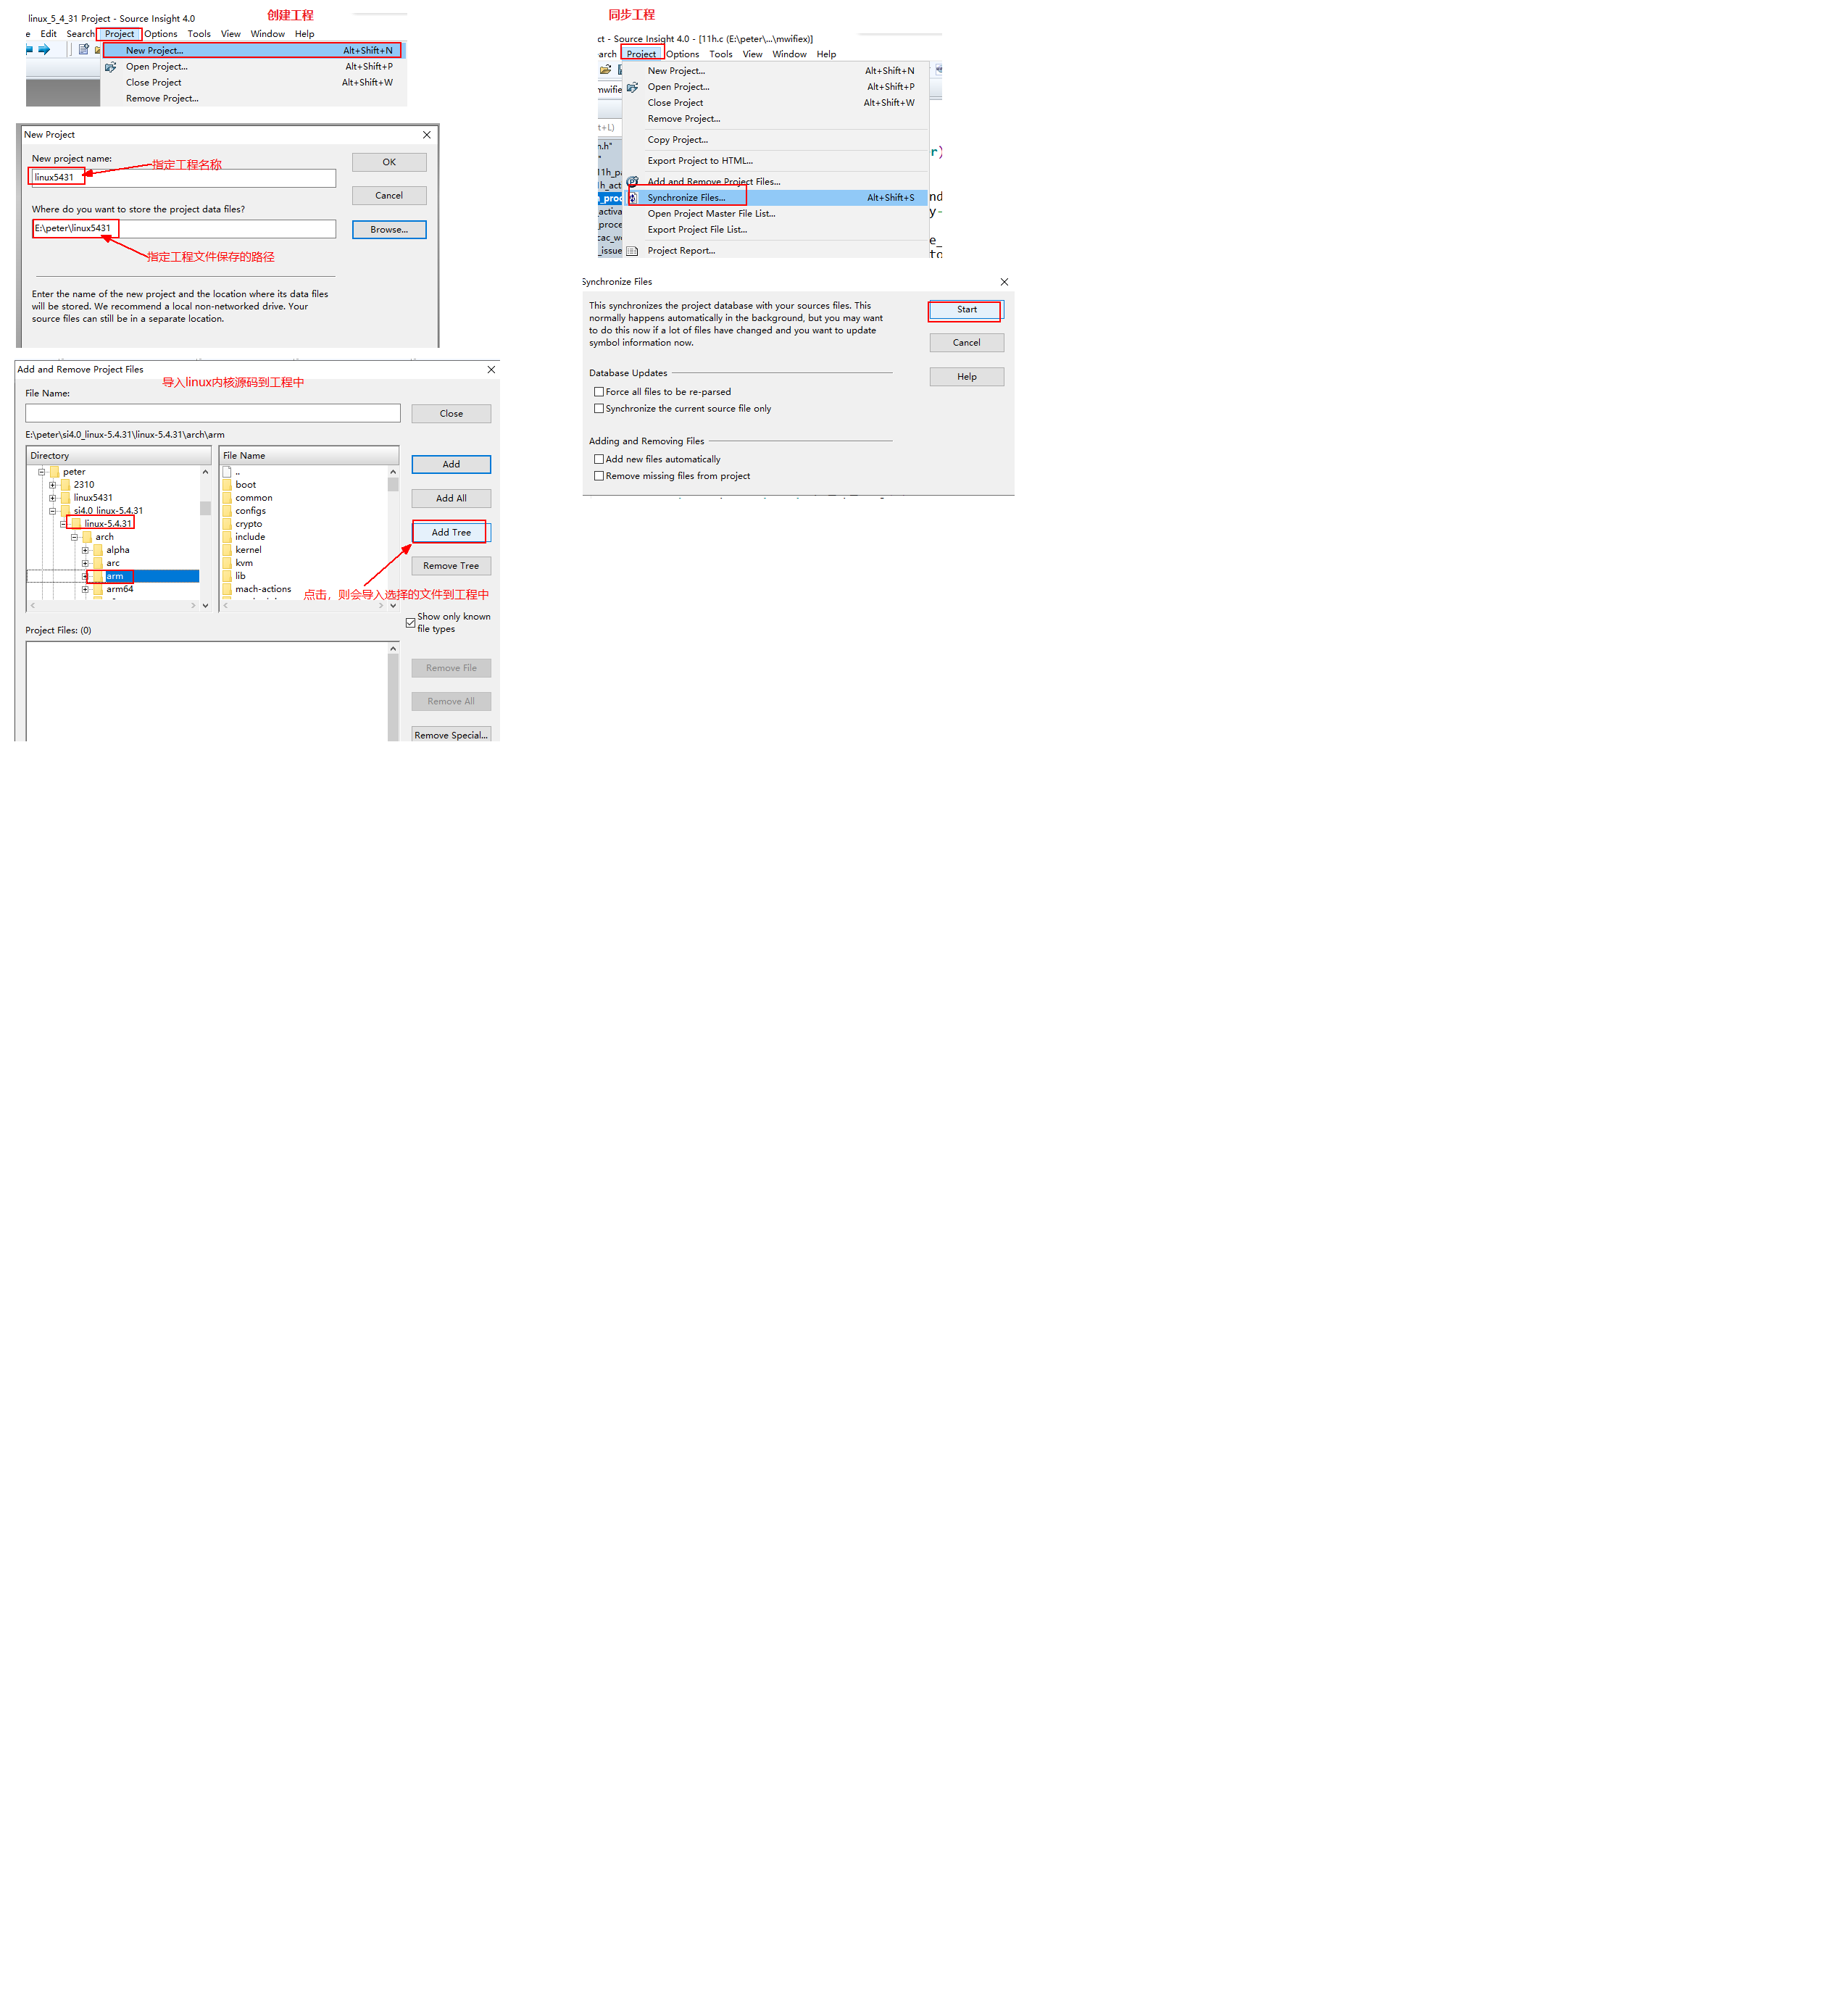 创建工程
linux_5_4_31 Project - Source Insight 4.0
e Edit Search Project Options Tools View Window Help
New Project... Alt+Shift+N
Open Project... Alt+Shift+P
Close Project Alt+Shift+W
Remove Project...
New Project
New project name:
指定工程名称
linux5431
OK
Cancel
Where do you want to store the project data files?
E:\peter\linux5431
Browse...
指定工程文件保存的路径
Enter the name of the new project and the location where its data files
will be stored. We recommend a local non-networked drive. Your
source files can still be in a separate location.
Add and Remove Project Files
导入linux内核源码到工程中
File Name:
Close
E:\peter\si4.0_linux-5.4.31\linux-5.4.31\arch\arm
Directory
peter
2310
linux5431
si4.0_linux-5.4.31
linux-5.4.31
arch
alpha
arc
arm
arm64
File Name
..
boot
common
configs
crypto
include
kernel
kvm
lib
mach-actions
Add
Add All
Add Tree
Remove Tree
点击，则会导入选择的文件到工程中
Show only known
file types
Project Files: (0)
Remove File
Remove All
Remove Special...
同步工程
ct - Source Insight 4.0 - [11h.c (E:\peter\...\mwifiex)]
arch Project Options Tools View Window Help
New Project... Alt+Shift+N
mwifie Open Project... Alt+Shift+P
Close Project Alt+Shift+W
Remove Project...
t+L)
Copy Project...
n.h"
r)
Export Project to HTML...
11h_pa
Add and Remove Project Files...
1h_act
Synchronize Files... Alt+Shift+S
_proc
nd
Open Project Master File List...
_activa
y-
Export Project File List...
_proce
cac_w
e_
Project Report...
_issue
to
Synchronize Files
This synchronizes the project database with your sources files. This
normally happens automatically in the background, but you may want
to do this now if a lot of files have changed and you want to update
symbol information now.
Start
Cancel
Help
Database Updates
Force all files to be re-parsed
Synchronize the current source file only
Adding and Removing Files
Add new files automatically
Remove missing files from project